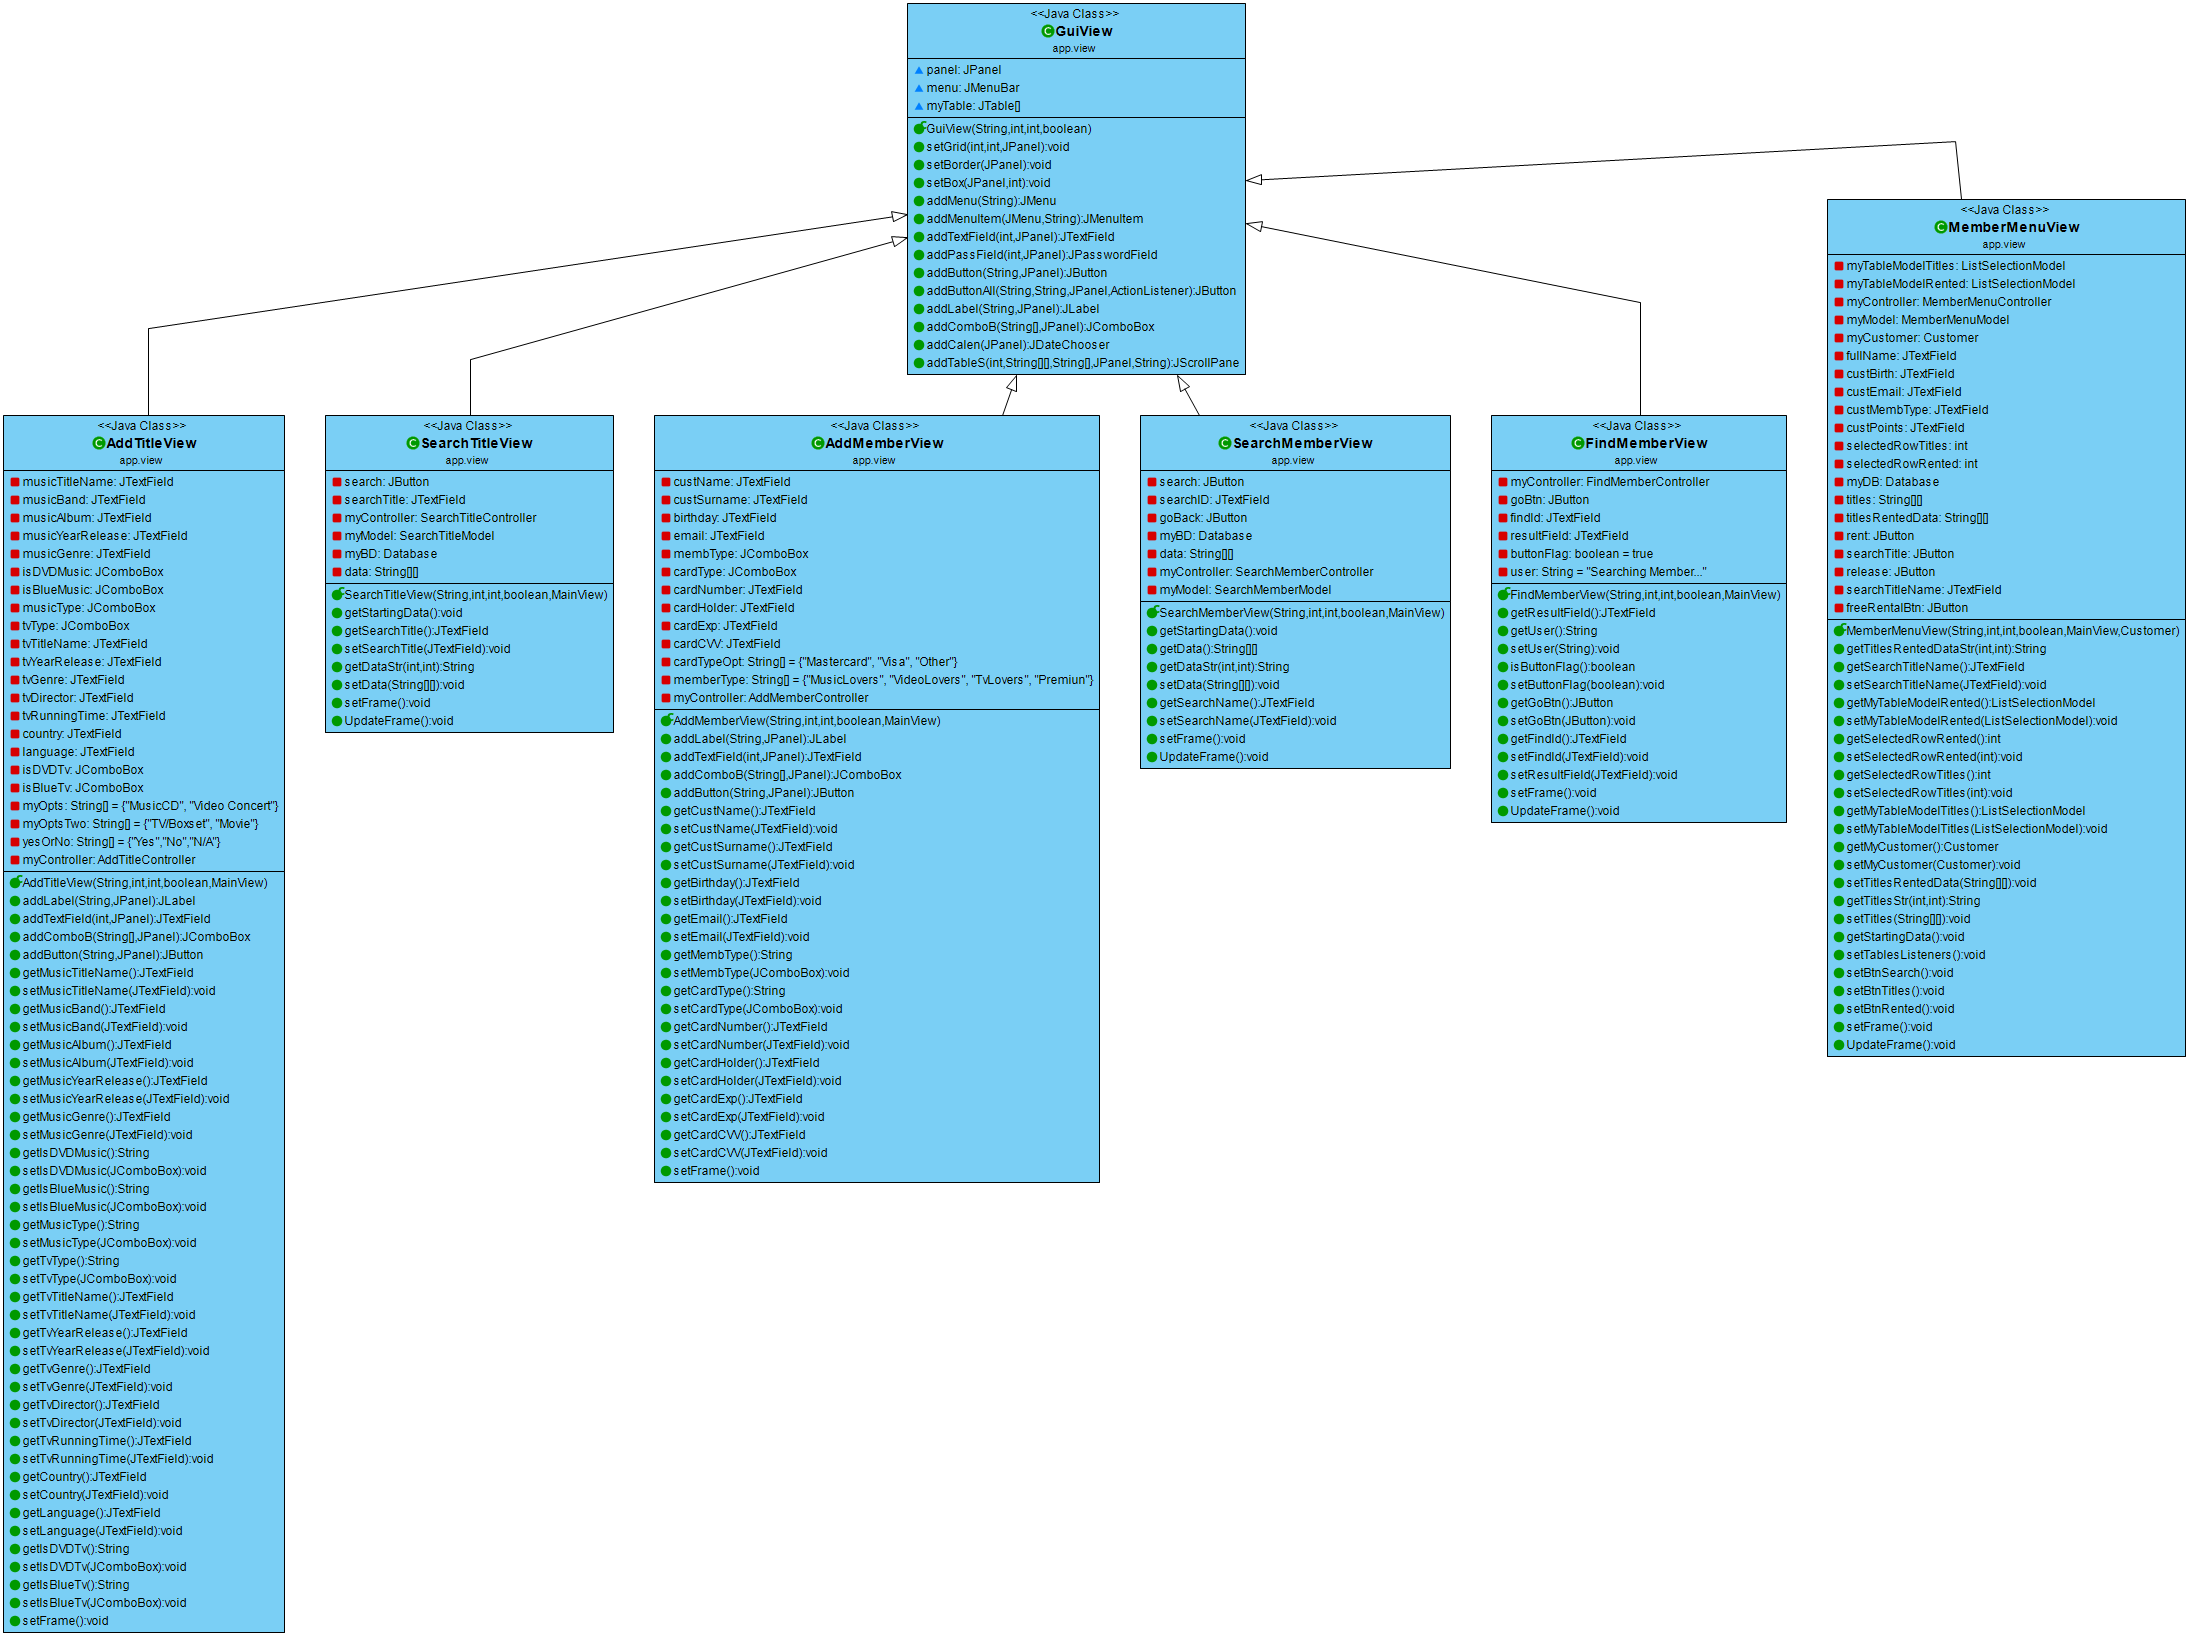 <<Java Class>>
GuiView
app.view
panel: JPanel
menu: JMenuBar
myTable: JTable[]
GuiView(String,int,int,boolean)
setGrid(int,int,JPanel):void
setBorder(JPanel):void
setBox(JPanel,int):void
addMenu(String):JMenu
addMenuItem(JMenu,String):JMenuItem
addTextField(int,JPanel):JTextField
addPassField(int,JPanel):JPasswordField
addButton(String,JPanel):JButton
addButtonAll(String,String,JPanel,ActionListener):JButton
addLabel(String,JPanel):JLabel
addComboB(String[],JPanel):JComboBox
addCalen(JPanel):JDateChooser
addTableS(int,String[][],String[],JPanel,String):JScrollPane
<<Java Class>>
AddTitleView
app.view
musicTitleName: JTextField
musicBand: JTextField
musicAlbum: JTextField
musicYearRelease: JTextField
musicGenre: JTextField
isDVDMusic: JComboBox
isBlueMusic: JComboBox
musicType: JComboBox
tvType: JComboBox
tvTitleName: JTextField
tvYearRelease: JTextField
tvGenre: JTextField
tvDirector: JTextField
tvRunningTime: JTextField
country: JTextField
language: JTextField
isDVDTv: JComboBox
isBlueTv: JComboBox
myOpts: String[] = {"MusicCD", "Video Concert"}
myOptsTwo: String[] = {"TV/Boxset", "Movie"}
yesOrNo: String[] = {"Yes","No","N/A"}
myController: AddTitleController
AddTitleView(String,int,int,boolean,MainView)
addLabel(String,JPanel):JLabel
addTextField(int,JPanel):JTextField
addComboB(String[],JPanel):JComboBox
addButton(String,JPanel):JButton
getMusicTitleName():JTextField
setMusicTitleName(JTextField):void
getMusicBand():JTextField
setMusicBand(JTextField):void
getMusicAlbum():JTextField
setMusicAlbum(JTextField):void
getMusicYearRelease():JTextField
setMusicYearRelease(JTextField):void
getMusicGenre():JTextField
setMusicGenre(JTextField):void
getIsDVDMusic():String
setIsDVDMusic(JComboBox):void
getIsBlueMusic():String
setIsBlueMusic(JComboBox):void
getMusicType():String
setMusicType(JComboBox):void
getTvType():String
setTvType(JComboBox):void
getTvTitleName():JTextField
setTvTitleName(JTextField):void
getTvYearRelease():JTextField
setTvYearRelease(JTextField):void
getTvGenre():JTextField
setTvGenre(JTextField):void
getTvDirector():JTextField
setTvDirector(JTextField):void
getTvRunningTime():JTextField
setTvRunningTime(JTextField):void
getCountry():JTextField
setCountry(JTextField):void
getLanguage():JTextField
setLanguage(JTextField):void
getIsDVDTv():String
setIsDVDTv(JComboBox):void
getIsBlueTv():String
setIsBlueTv(JComboBox):void
setFrame():void
<<Java Class>>
SearchTitleView
app.view
search: JButton
searchTitle: JTextField
myController: SearchTitleController
myModel: SearchTitleModel
myBD: Database
data: String[][]
SearchTitleView(String,int,int,boolean,MainView)
getStartingData():void
getSearchTitle():JTextField
setSearchTitle(JTextField):void
getDataStr(int,int):String
setData(String[][]):void
setFrame():void
UpdateFrame():void
<<Java Class>>
AddMemberView
app.view
custName: JTextField
custSurname: JTextField
birthday: JTextField
email: JTextField
membType: JComboBox
cardType: JComboBox
cardNumber: JTextField
cardHolder: JTextField
cardExp: JTextField
cardCVV: JTextField
cardTypeOpt: String[] = {"Mastercard", "Visa", "Other"}
memberType: String[] = {"MusicLovers", "VideoLovers", "TvLovers", "Premiun"}
myController: AddMemberController
AddMemberView(String,int,int,boolean,MainView)
addLabel(String,JPanel):JLabel
addTextField(int,JPanel):JTextField
addComboB(String[],JPanel):JComboBox
addButton(String,JPanel):JButton
getCustName():JTextField
setCustName(JTextField):void
getCustSurname():JTextField
setCustSurname(JTextField):void
getBirthday():JTextField
setBirthday(JTextField):void
getEmail():JTextField
setEmail(JTextField):void
getMembType():String
setMembType(JComboBox):void
getCardType():String
setCardType(JComboBox):void
getCardNumber():JTextField
setCardNumber(JTextField):void
getCardHolder():JTextField
setCardHolder(JTextField):void
getCardExp():JTextField
setCardExp(JTextField):void
getCardCVV():JTextField
setCardCVV(JTextField):void
setFrame():void
<<Java Class>>
SearchMemberView
app.view
search: JButton
searchID: JTextField
goBack: JButton
myBD: Database
data: String[][]
myController: SearchMemberController
myModel: SearchMemberModel
SearchMemberView(String,int,int,boolean,MainView)
getStartingData():void
getData():String[][]
getDataStr(int,int):String
setData(String[][]):void
getSearchName():JTextField
setSearchName(JTextField):void
setFrame():void
UpdateFrame():void
<<Java Class>>
FindMemberView
app.view
myController: FindMemberController
goBtn: JButton
findId: JTextField
resultField: JTextField
buttonFlag: boolean = true
user: String = "Searching Member..."
FindMemberView(String,int,int,boolean,MainView)
getResultField():JTextField
getUser():String
setUser(String):void
isButtonFlag():boolean
setButtonFlag(boolean):void
getGoBtn():JButton
setGoBtn(JButton):void
getFindId():JTextField
setFindId(JTextField):void
setResultField(JTextField):void
setFrame():void
UpdateFrame():void
<<Java Class>>
MemberMenuView
app.view
myTableModelTitles: ListSelectionModel
myTableModelRented: ListSelectionModel
myController: MemberMenuController
myModel: MemberMenuModel
myCustomer: Customer
fullName: JTextField
custBirth: JTextField
custEmail: JTextField
custMembType: JTextField
custPoints: JTextField
selectedRowTitles: int
selectedRowRented: int
myDB: Database
titles: String[][]
titlesRentedData: String[][]
rent: JButton
searchTitle: JButton
release: JButton
searchTitleName: JTextField
freeRentalBtn: JButton
MemberMenuView(String,int,int,boolean,MainView,Customer)
getTitlesRentedDataStr(int,int):String
getSearchTitleName():JTextField
setSearchTitleName(JTextField):void
getMyTableModelRented():ListSelectionModel
setMyTableModelRented(ListSelectionModel):void
getSelectedRowRented():int
setSelectedRowRented(int):void
getSelectedRowTitles():int
setSelectedRowTitles(int):void
getMyTableModelTitles():ListSelectionModel
setMyTableModelTitles(ListSelectionModel):void
getMyCustomer():Customer
setMyCustomer(Customer):void
setTitlesRentedData(String[][]):void
getTitlesStr(int,int):String
setTitles(String[][]):void
getStartingData():void
setTablesListeners():void
setBtnSearch():void
setBtnTitles():void
setBtnRented():void
setFrame():void
UpdateFrame():void